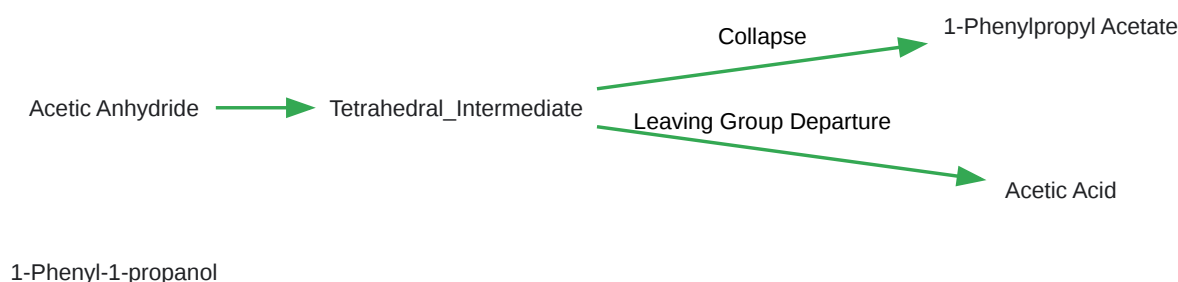 1-Phenylpropyl Acetate
Collapse
Acetic Anhydride
Tetrahedral_Intermediate
Leaving Group Departure
Acetic Acid
1-Phenyl-1-propanol